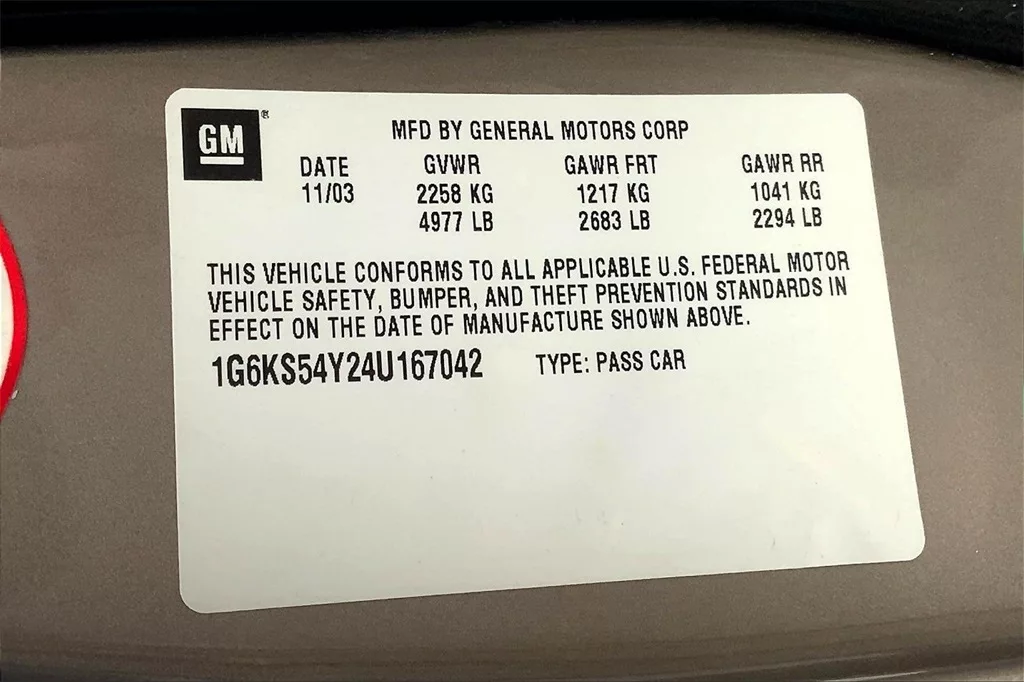 GM®
MFD BY GENERAL MOTORS CORP
DATE GVWR GAWR FRT GAWR RR
11/03 2258 KG 1217 KG 1041 KG
4977 LB 2683 LB 2294 LB
THIS VEHICLE CONFORMS TO ALL APPLICABLE U.S. FEDERAL MOTOR
VEHICLE SAFETY, BUMPER, AND THEFT PREVENTION STANDARDS IN
EFFECT ON THE DATE OF MANUFACTURE SHOWN ABOVE.
1G6KS54Y24U167042 TYPE: PASS CAR